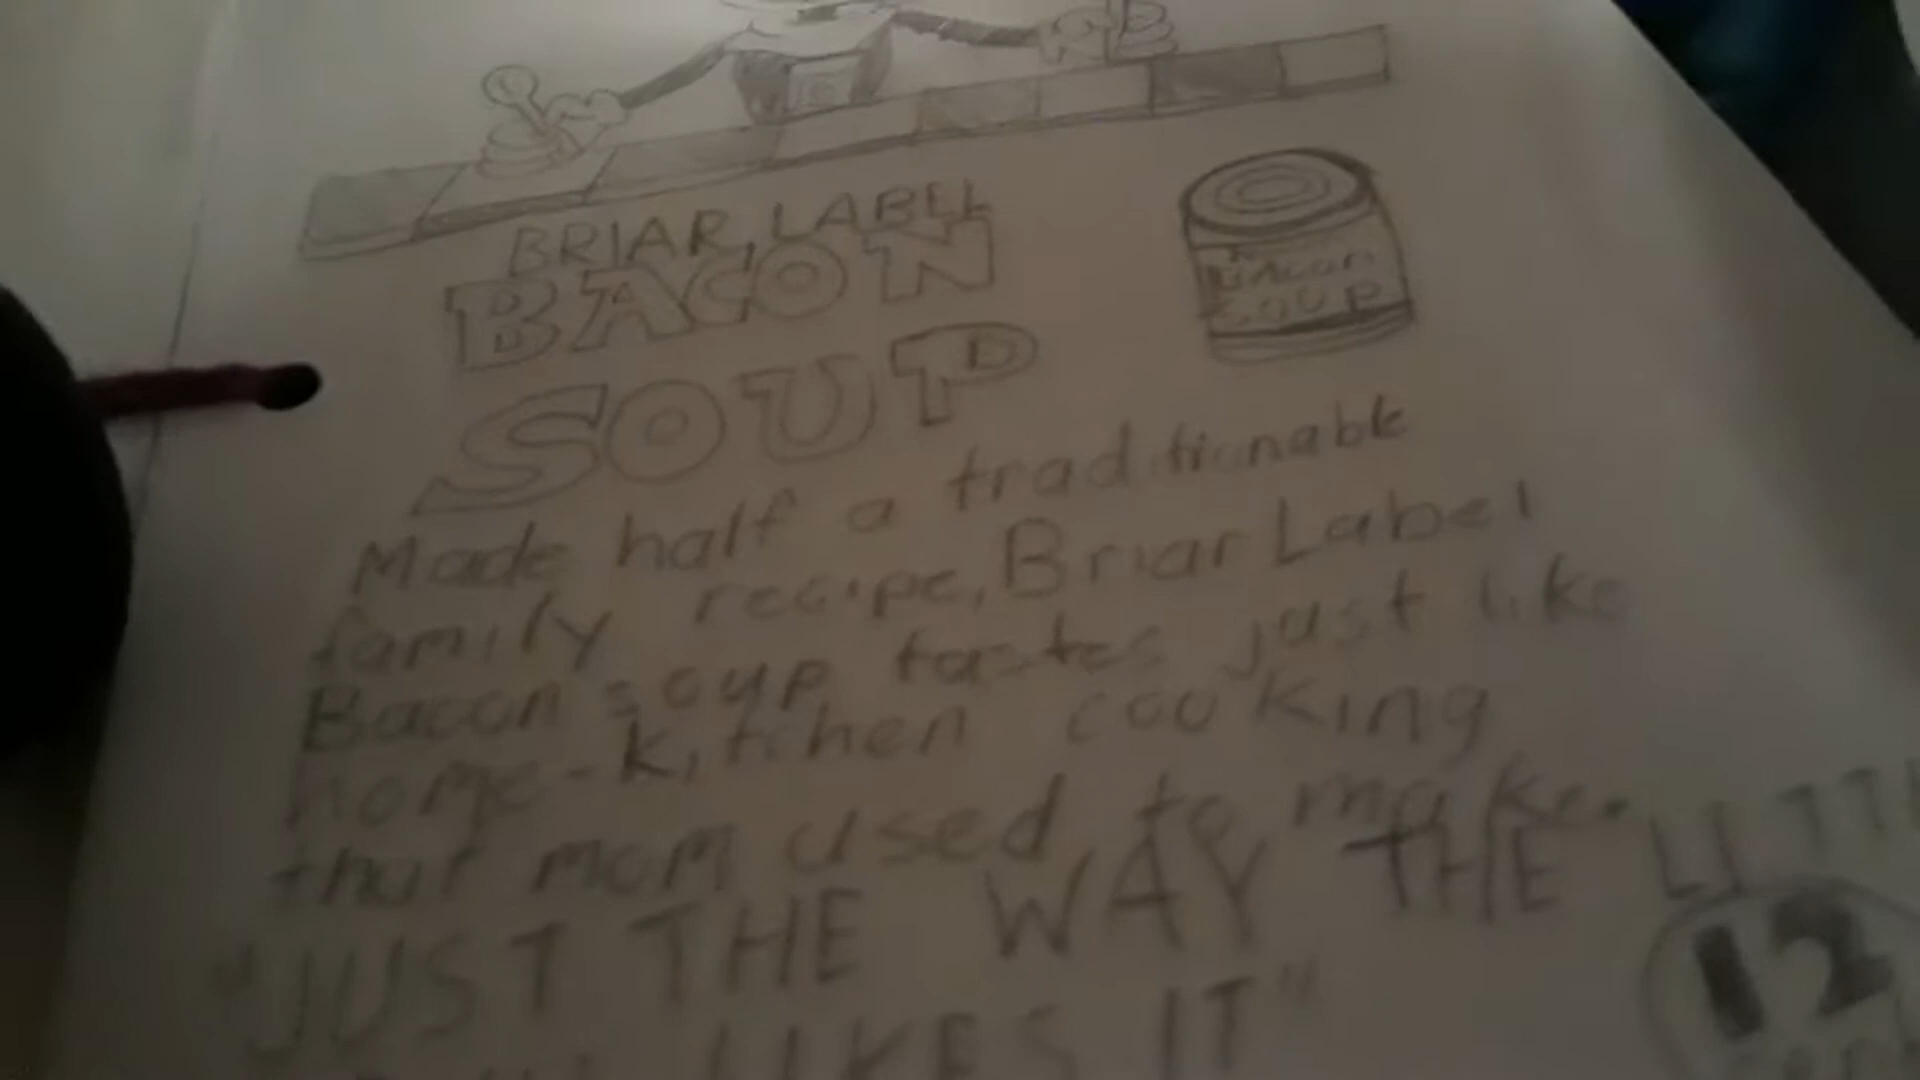 BRIAR LABEL
BACON
SOUP
Bacon
SOUP
Made half a traditionable
family recipe, Briar Label
Bacon soup tastes just like
home-kitchen cooking
that mom used to make.
"JUST THE WAY THE
LIKES IT"
12